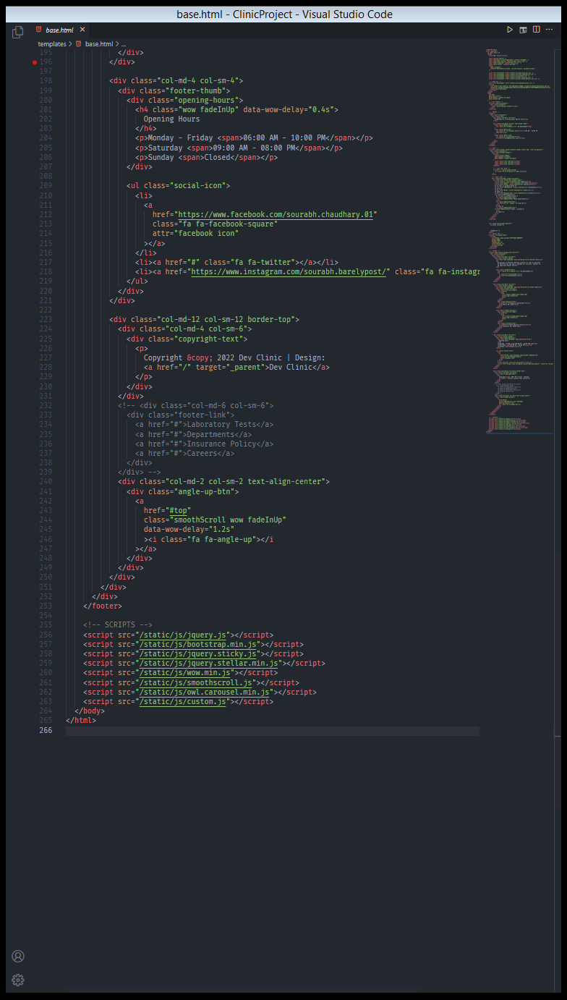 base.html - ClinicProject - Visual Studio Code
base.html ×
templates > base.html > ...
195 </div>
196 </div>
197
198 <div class="col-md-4 col-sm-4">
199 <div class="footer-thumb">
200 <div class="opening-hours">
201 <h4 class="wow fadeInUp" data-wow-delay="0.4s">
202 Opening Hours
203 </h4>
204 <p>Monday - Friday <span>06:00 AM - 10:00 PM</span></p>
205 <p>Saturday <span>09:00 AM - 08:00 PM</span></p>
206 <p>Sunday <span>Closed</span></p>
207 </div>
208
209 <ul class="social-icon">
210 <li>
211 <a
212 href="https://www.facebook.com/sourabh.chaudhary.01"
213 class="fa fa-facebook-square"
214 attr="facebook icon"
215 ></a>
216 </li>
217 <li><a href="#" class="fa fa-twitter"></a></li>
218 <li><a href="https://www.instagram.com/sourabh.barelypost/" class="fa fa-instagr
219 </ul>
220 </div>
221 </div>
222
223 <div class="col-md-12 col-sm-12 border-top">
224 <div class="col-md-4 col-sm-6">
225 <div class="copyright-text">
226 <p>
227 Copyright &copy; 2022 Dev Clinic | Design:
228 <a href="/" target="_parent">Dev Clinic</a>
229 </p>
230 </div>
231 </div>
232 <!-- <div class="col-md-6 col-sm-6">
233 <div class="footer-link">
234 <a href="#">Laboratory Tests</a>
235 <a href="#">Departments</a>
236 <a href="#">Insurance Policy</a>
237 <a href="#">Careers</a>
238 </div>
239 </div> -->
240 <div class="col-md-2 col-sm-2 text-align-center">
241 <div class="angle-up-btn">
242 <a
243 href="#top"
244 class="smoothScroll wow fadeInUp"
245 data-wow-delay="1.2s"
246 ><i class="fa fa-angle-up"></i
247 ></a>
248 </div>
249 </div>
250 </div>
251 </div>
252 </div>
253 </footer>
254
255 <!-- SCRIPTS -->
256 <script src="/static/js/jquery.js"></script>
257 <script src="/static/js/bootstrap.min.js"></script>
258 <script src="/static/js/jquery.sticky.js"></script>
259 <script src="/static/js/jquery.stellar.min.js"></script>
260 <script src="/static/js/wow.min.js"></script>
261 <script src="/static/js/smoothscroll.js"></script>
262 <script src="/static/js/owl.carousel.min.js"></script>
263 <script src="/static/js/custom.js"></script>
264 </body>
265 </html>
266